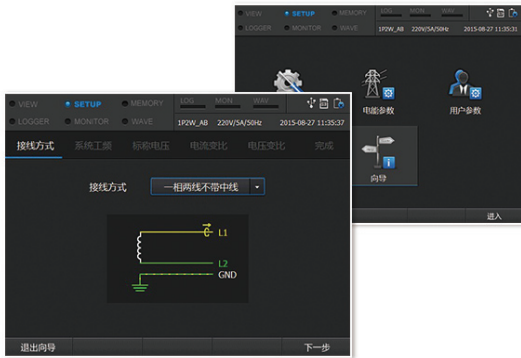 VIEW SETUP MEMORY LOG MON WAV
LOGGER MONITOR WAVE 1P2W_AB 220V/5A/50Hz 2015-08-27 11:35:31
电能参数 用户参数
向导
进入
VIEW SETUP MEMORY LOG MON WAV
LOGGER MONITOR WAVE 1P2W_AB 220V/5A/50Hz 2015-08-27 11:35:37
接线方式 系统工频 标称电压 电流变比 电压变比 完成
接线方式 一相两线不带中线
L1
L2
GND
退出向导 下一步